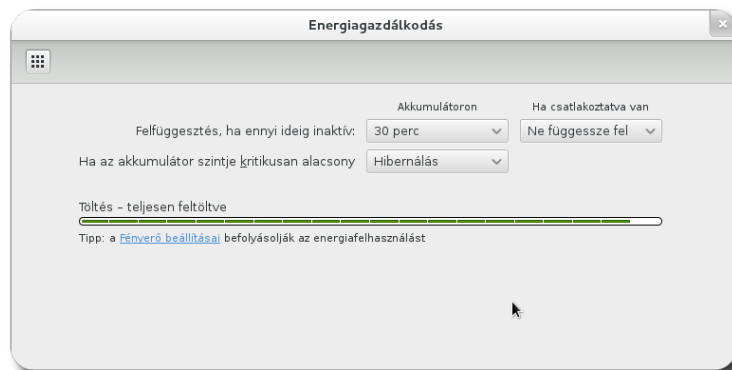 Energiagazdálkodás
Akkumulátoron Ha csatlakoztatva van
Felfüggesztés, ha ennyi ideig inaktív: 30 perc Ne függessze fel
Ha az akkumulátor szintje kritikusan alacsony Hibernálás
Töltés – teljesen feltöltve
Tipp: a Fényerő beállításai befolyásolják az energiafelhasználást